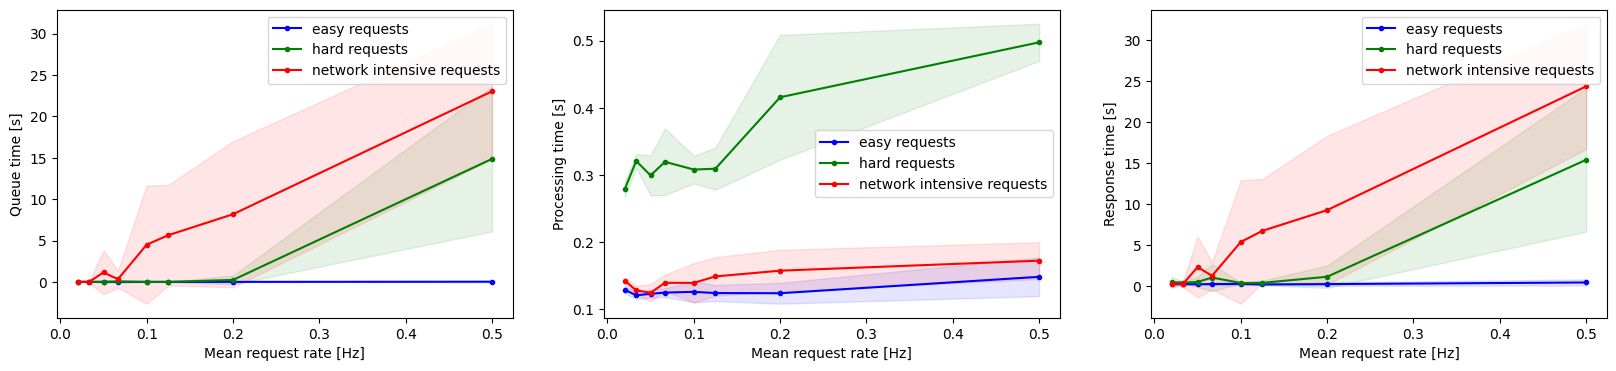 Queue time [s]
30
25
20
15
10
5
0
0.0 0.1 0.2 0.3 0.4 0.5
Mean request rate [Hz]
easy requests
hard requests
network intensive requests
Processing time [s]
0.5
0.4
0.3
0.2
0.1
0.0 0.1 0.2 0.3 0.4 0.5
Mean request rate [Hz]
easy requests
hard requests
network intensive requests
Response time [s]
30
25
20
15
10
5
0
0.0 0.1 0.2 0.3 0.4 0.5
Mean request rate [Hz]
easy requests
hard requests
network intensive requests